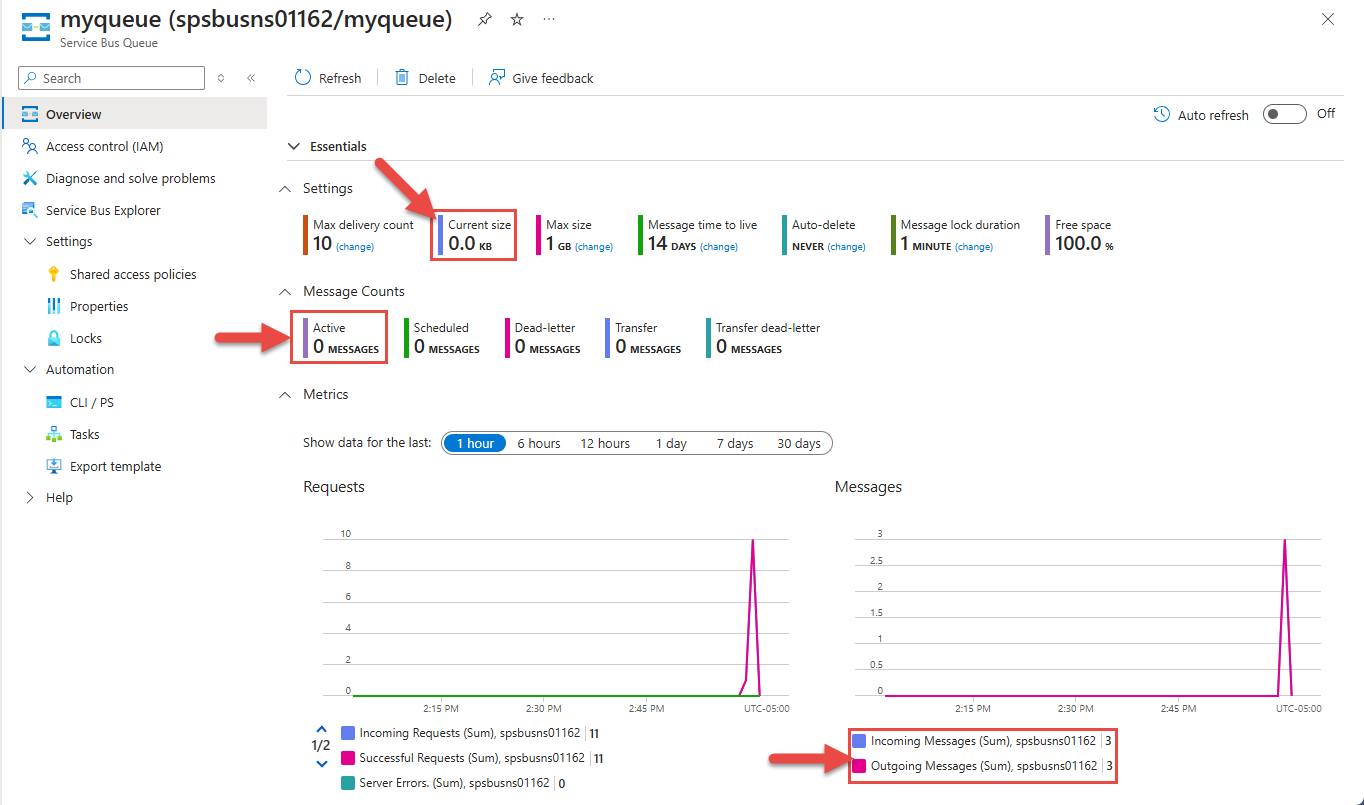 myqueue (spsbusns01162/myqueue)
Service Bus Queue
Search
Refresh
Delete
Give feedback
Overview
Access control (IAM)
Diagnose and solve problems
Service Bus Explorer
Settings
Shared access policies
Properties
Locks
Automation
CLI / PS
Tasks
Export template
Help
Auto refresh
Off
Essentials
Settings
Max delivery count
10 (change)
Current size
0.0 KB
Max size
1 GB (change)
Message time to live
14 DAYS (change)
Auto-delete
NEVER (change)
Message lock duration
1 MINUTE (change)
Free space
100.0 %
Message Counts
Active
0 MESSAGES
Scheduled
0 MESSAGES
Dead-letter
0 MESSAGES
Transfer
0 MESSAGES
Transfer dead-letter
0 MESSAGES
Metrics
Show data for the last: 1 hour 6 hours 12 hours 1 day 7 days 30 days
Requests
10
8
6
4
2
0
2:15 PM 2:30 PM 2:45 PM UTC-05:00
1/2
Incoming Requests (Sum), spsbusns01162 11
Successful Requests (Sum), spsbusns01162 11
Server Errors. (Sum), spsbusns01162 0
Messages
3
2.5
2
1.5
1
0.5
0
2:15 PM 2:30 PM 2:45 PM UTC-05:00
Incoming Messages (Sum), spsbusns01162 3
Outgoing Messages (Sum), spsbusns01162 3